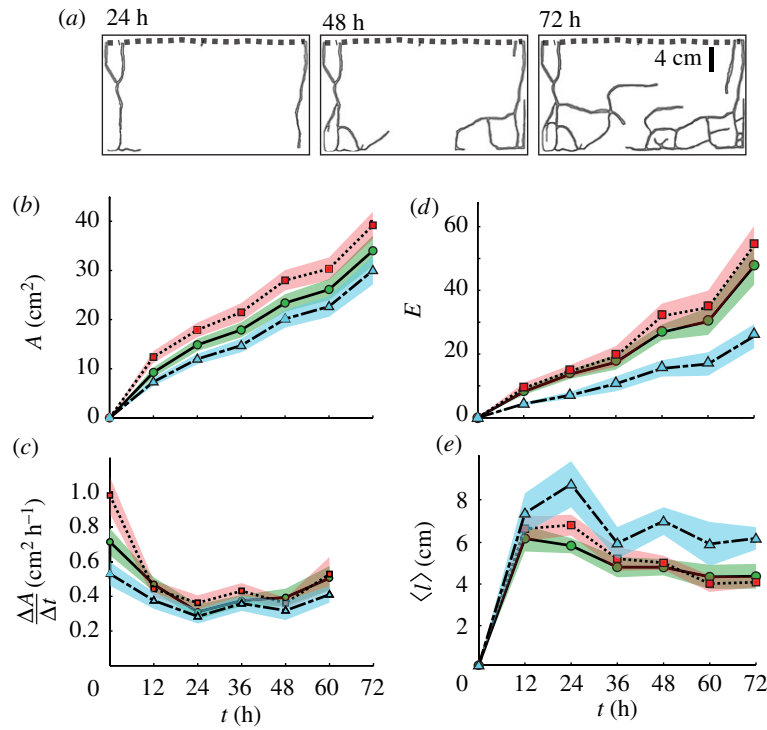 (a) 24 h 48 h 72 h
4 cm
(b)
40
30
20
10
0
A (cm²)
(d)
60
40
20
0
E
(c)
1.0
0.8
0.6
0.4
0
ΔA
Δt
(cm² h⁻¹)
12 24 36 48 60 72
t (h)
(e)
8
6
4
2
0
⟨l⟩ (cm)
12 24 36 48 60 72
t (h)